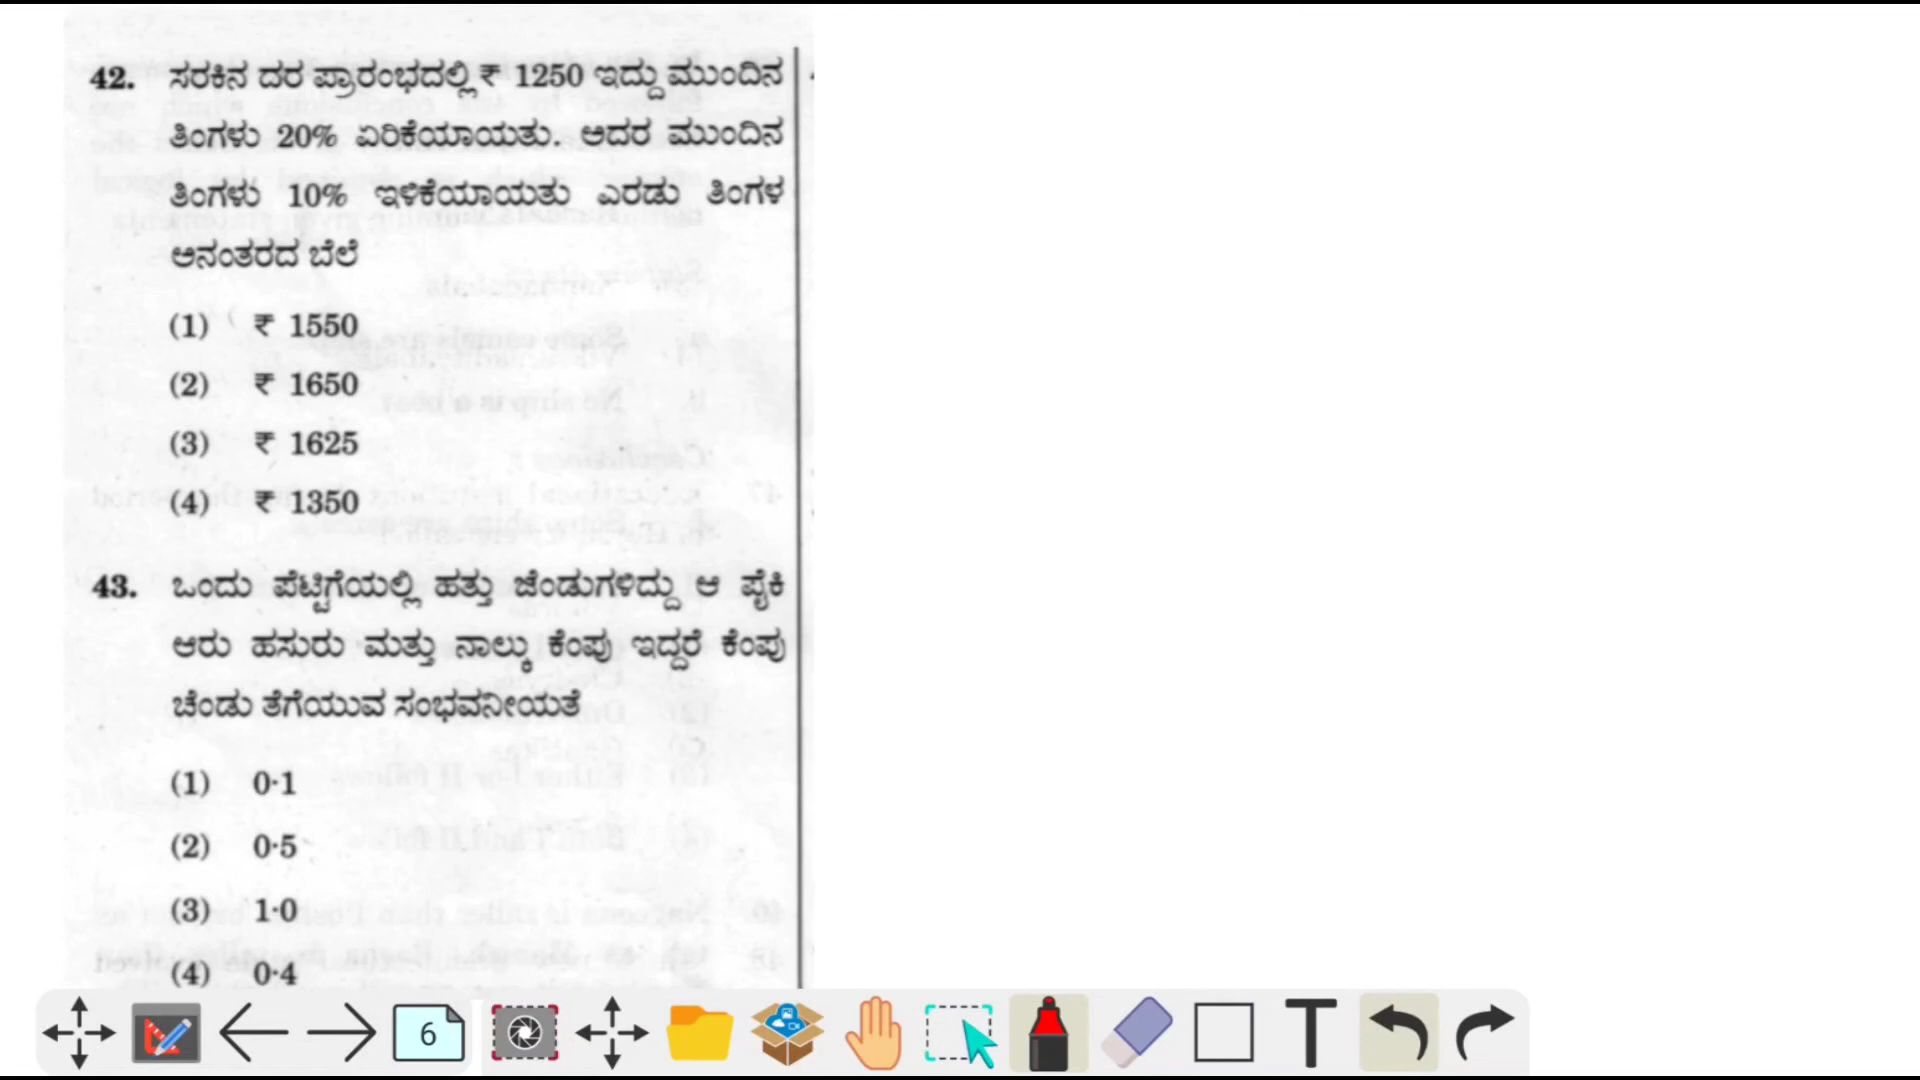 42. ಸರಕಿನ ದರ ಪ್ರಾರಂಭದಲ್ಲಿ ₹ 1250 ಇದ್ದು ಮುಂದಿನ
ತಿಂಗಳು 20% ಏರಿಕೆಯಾಯತು. ಅದರ ಮುಂದಿನ
ತಿಂಗಳು 10% ಇಳಿಕೆಯಾಯತು ಎರಡು ತಿಂಗಳ
ಅನಂತರದ ಬೆಲೆ
(1) ₹ 1550
(2) ₹ 1650
(3) ₹ 1625
(4) ₹ 1350
43. ಒಂದು ಪೆಟ್ಟಿಗೆಯಲ್ಲಿ ಹತ್ತು ಚೆಂಡುಗಳಿದ್ದು ಆ ಪೈಕಿ
ಆರು ಹಸುರು ಮತ್ತು ನಾಲ್ಕು ಕೆಂಪು ಇದ್ದರೆ ಕೆಂಪು
ಚೆಂಡು ತೆಗೆಯುವ ಸಂಭವನೀಯತೆ
(1) 0·1
(2) 0·5
(3) 1·0
(4) 0·4
6
T